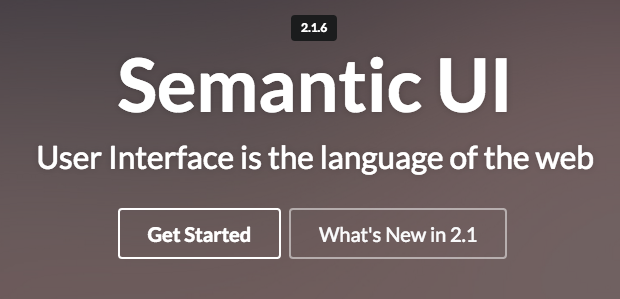 2.1.6
Semantic UI
User Interface is the language of the web
Get Started What's New in 2.1